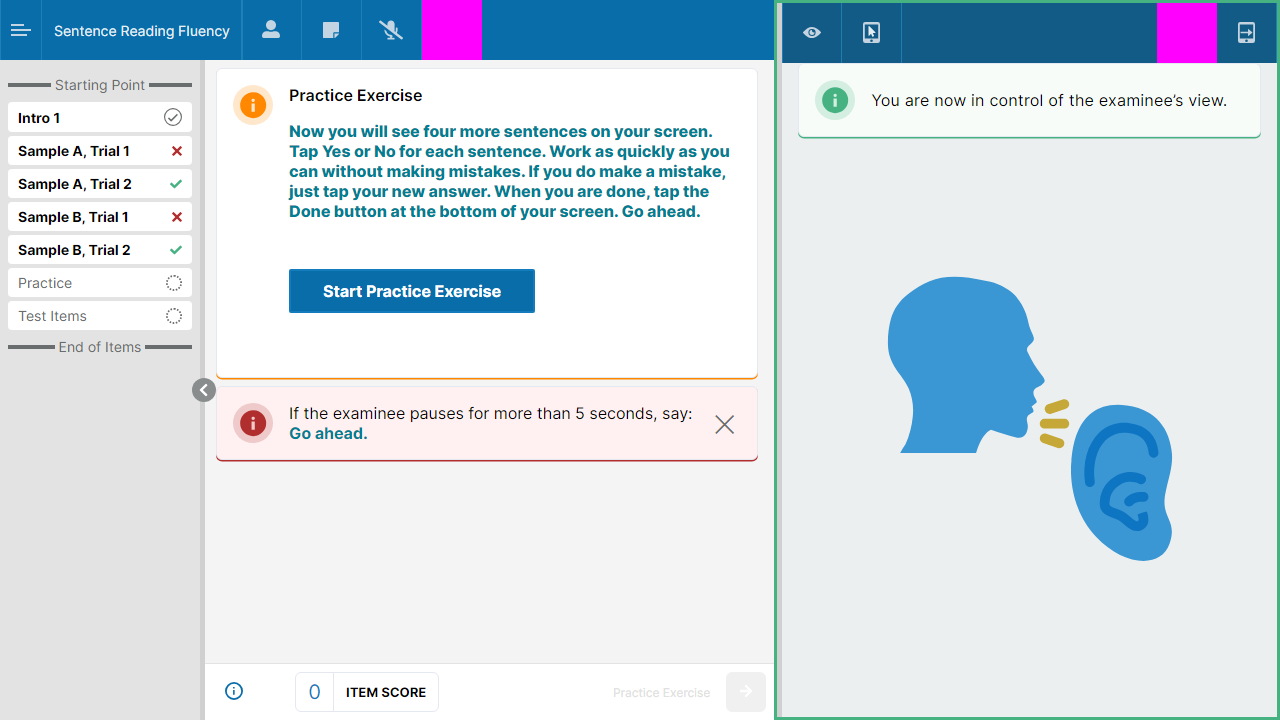 Sentence Reading Fluency
Starting Point
Intro 1
Sample A, Trial 1
Sample A, Trial 2
Sample B, Trial 1
Sample B, Trial 2
Practice
Test Items
End of Items
Practice Exercise
Now you will see four more sentences on your screen.
Tap Yes or No for each sentence. Work as quickly as you
can without making mistakes. If you do make a mistake,
just tap your new answer. When you are done, tap the
Done button at the bottom of your screen. Go ahead.
Start Practice Exercise
If the examinee pauses for more than 5 seconds, say:
Go ahead.
0 ITEM SCORE
Practice Exercise
You are now in control of the examinee’s view.